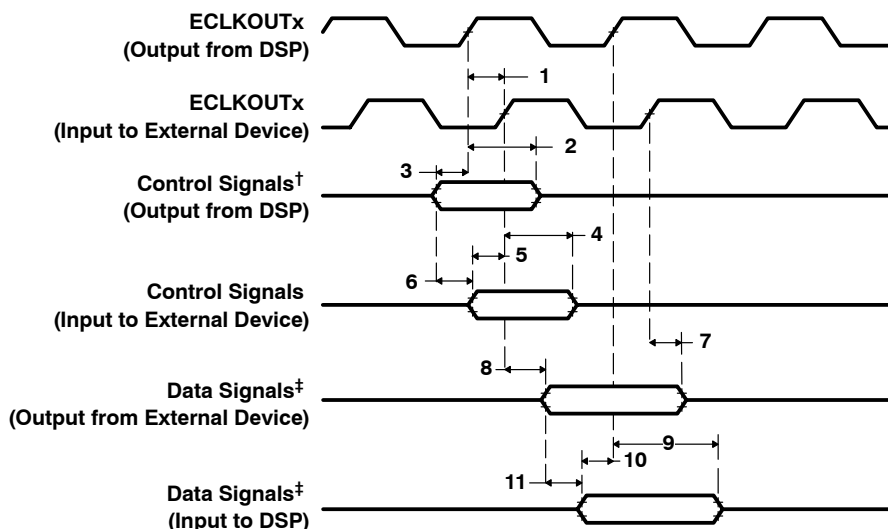 ECLKOUTx
(Output from DSP)
1
ECLKOUTx
(Input to External Device)
2
3
Control Signals†
(Output from DSP)
4
5
6
Control Signals
(Input to External Device)
7
8
Data Signals‡
(Output from External Device)
9
10
11
Data Signals‡
(Input to DSP)